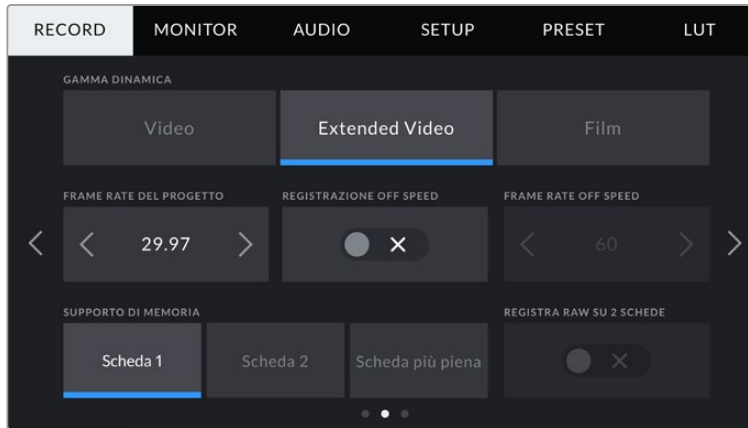 RECORD MONITOR AUDIO SETUP PRESET LUT
GAMMA DINAMICA
Video Extended Video Film
FRAME RATE DEL PROGETTO REGISTRAZIONE OFF SPEED FRAME RATE OFF SPEED
29.97 60
SUPPORTO DI MEMORIA REGISTRA RAW SU 2 SCHEDE
Scheda 1 Scheda 2 Scheda più piena